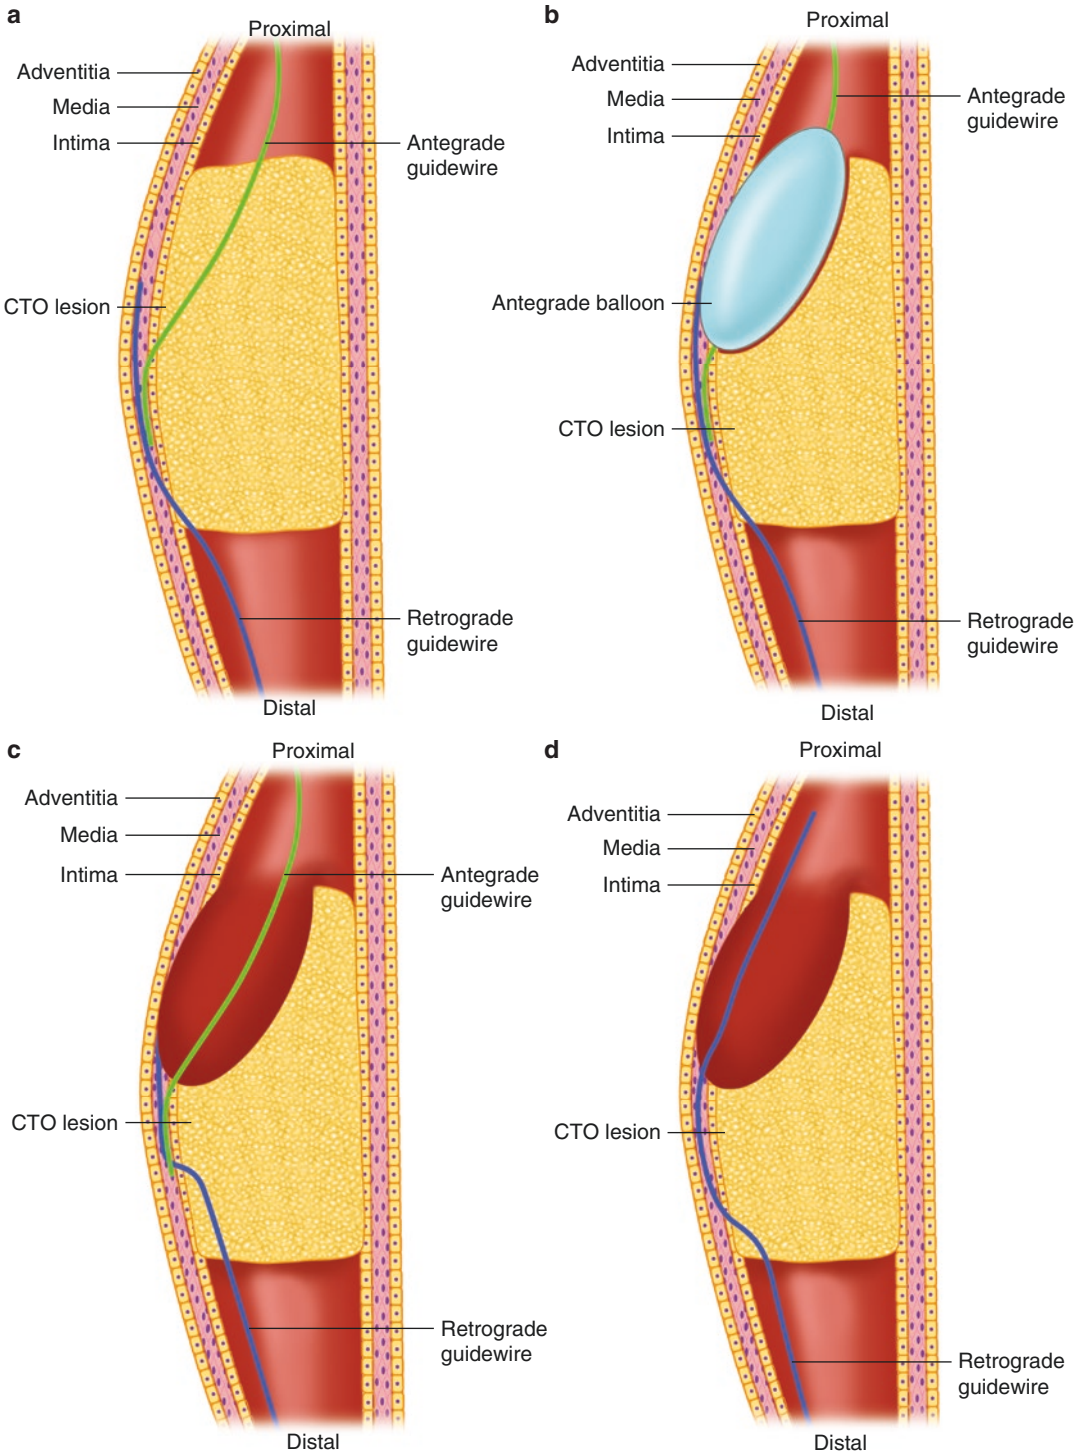 a
Proximal
Adventitia
Media
Intima
Antegrade
guidewire
CTO lesion
Retrograde
guidewire
Distal
b
Proximal
Adventitia
Media
Intima
Antegrade
guidewire
Antegrade balloon
CTO lesion
Retrograde
guidewire
Distal
c
Proximal
Adventitia
Media
Intima
Antegrade
guidewire
CTO lesion
Retrograde
guidewire
Distal
d
Proximal
Adventitia
Media
Intima
CTO lesion
Retrograde
guidewire
Distal